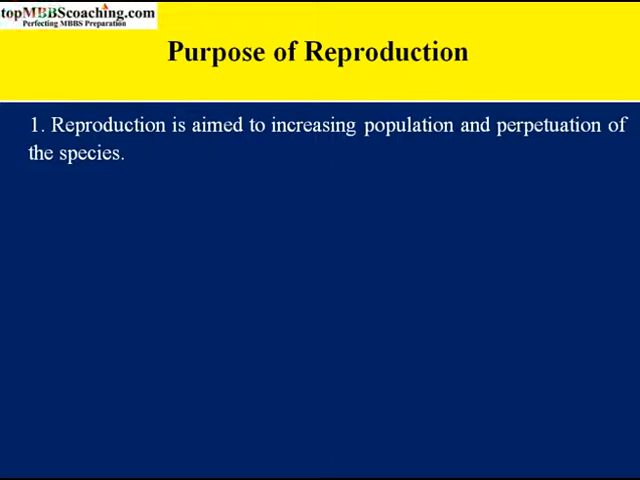 topMBBScoaching.com
Perfecting MBBS Preparation
Purpose of Reproduction
1. Reproduction is aimed to increasing population and perpetuation of
the species.